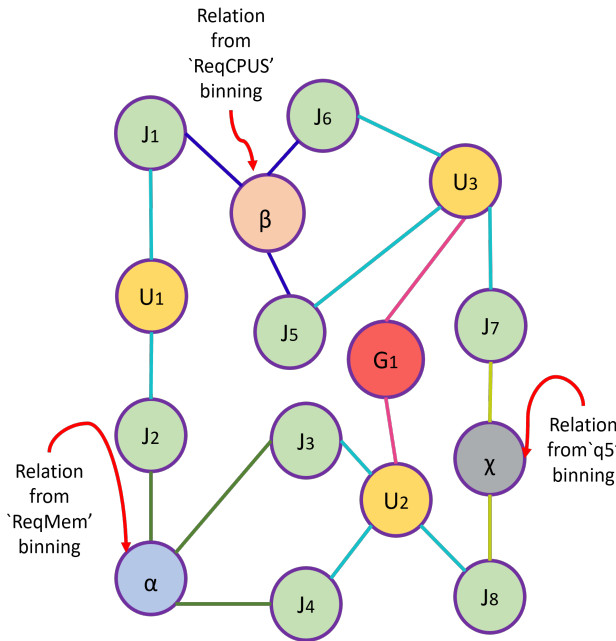 Relation
from
`ReqCPUS'
binning
J1
J6
U3
β
U1
J5
J7
G1
J2
J3
Relation
from`q5'
binning
χ
Relation
from
`ReqMem'
binning
U2
α
J4
J8